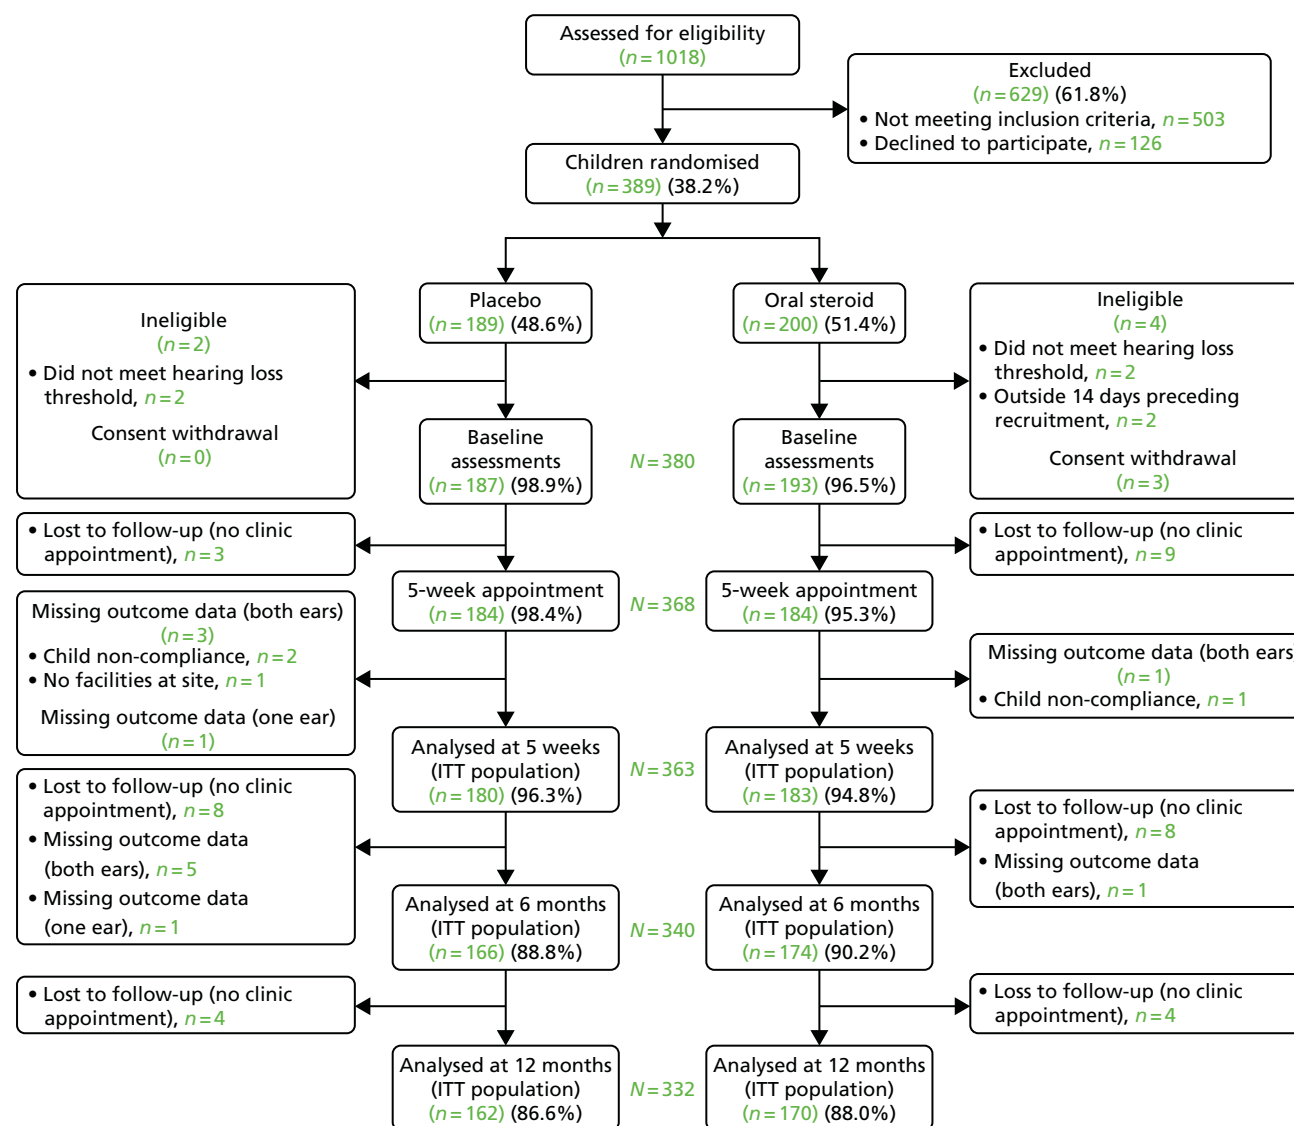 Assessed for eligibility
(n=1018)
Excluded
(n=629) (61.8%)
• Not meeting inclusion criteria, n=503
• Declined to participate, n=126
Children randomised
(n=389) (38.2%)
Placebo
(n=189) (48.6%)
Oral steroid
(n=200) (51.4%)
Ineligible
(n=2)
• Did not meet hearing loss
threshold, n=2
Consent withdrawal
(n=0)
Ineligible
(n=4)
• Did not meet hearing loss
threshold, n=2
• Outside 14 days preceding
recruitment, n=2
Consent withdrawal
(n=3)
Baseline
assessments
(n=187) (98.9%)
N=380
Baseline
assessments
(n=193) (96.5%)
• Lost to follow-up (no clinic
appointment), n=3
• Lost to follow-up (no clinic
appointment), n=9
5-week appointment
(n=184) (98.4%)
N=368
5-week appointment
(n=184) (95.3%)
Missing outcome data (both ears)
(n=3)
• Child non-compliance, n=2
• No facilities at site, n=1
Missing outcome data (one ear)
(n=1)
Missing outcome data (both ears)
(n=1)
• Child non-compliance, n=1
Analysed at 5 weeks
(ITT population)
(n=180) (96.3%)
N=363
Analysed at 5 weeks
(ITT population)
(n=183) (94.8%)
• Lost to follow-up (no clinic
appointment), n=8
• Missing outcome data
(both ears), n=5
• Missing outcome data
(one ear), n=1
• Lost to follow-up (no clinic
appointment), n=8
• Missing outcome data
(both ears), n=1
Analysed at 6 months
(ITT population)
(n=166) (88.8%)
N=340
Analysed at 6 months
(ITT population)
(n=174) (90.2%)
• Lost to follow-up (no clinic
appointment), n=4
• Loss to follow-up (no clinic
appointment), n=4
Analysed at 12 months
(ITT population)
(n=162) (86.6%)
N=332
Analysed at 12 months
(ITT population)
(n=170) (88.0%)